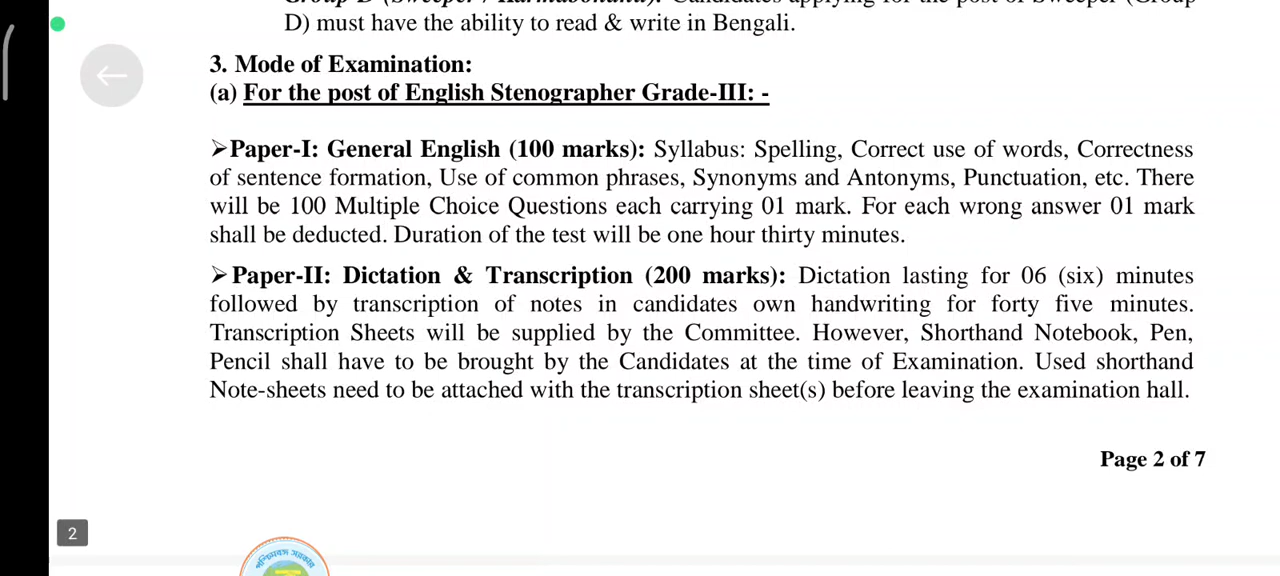 D) must have the ability to read & write in Bengali.
3. Mode of Examination:
(a) For the post of English Stenographer Grade-III: -
➢Paper-I: General English (100 marks): Syllabus: Spelling, Correct use of words, Correctness
of sentence formation, Use of common phrases, Synonyms and Antonyms, Punctuation, etc. There
will be 100 Multiple Choice Questions each carrying 01 mark. For each wrong answer 01 mark
shall be deducted. Duration of the test will be one hour thirty minutes.
➢Paper-II: Dictation & Transcription (200 marks): Dictation lasting for 06 (six) minutes
followed by transcription of notes in candidates own handwriting for forty five minutes.
Transcription Sheets will be supplied by the Committee. However, Shorthand Notebook, Pen,
Pencil shall have to be brought by the Candidates at the time of Examination. Used shorthand
Note-sheets need to be attached with the transcription sheet(s) before leaving the examination hall.
Page 2 of 7
2
পশ্চিমবঙ্গ সরকার